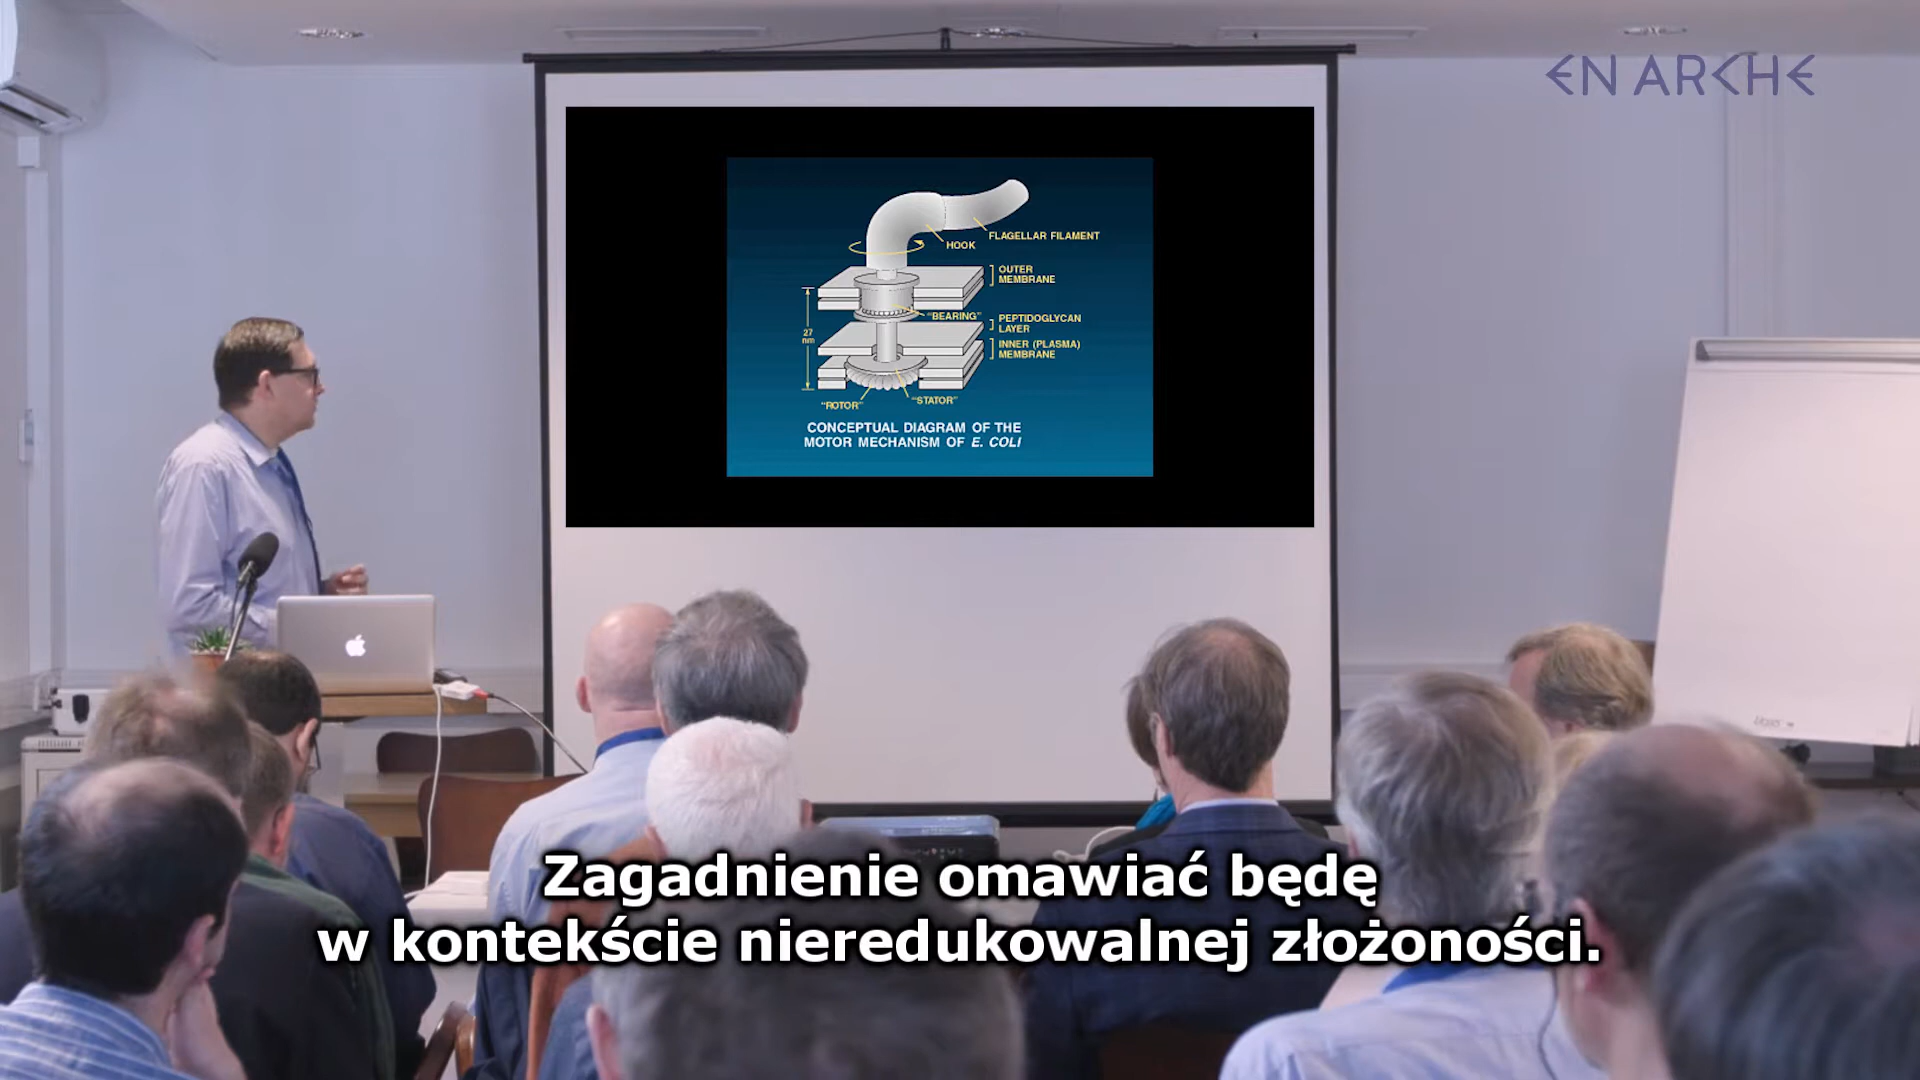 EN ARCHE
HOOK
FLAGELLAR FILAMENT
OUTER
MEMBRANE
"BEARING"
PEPTIDOGLYCAN
LAYER
27
nm
INNER (PLASMA)
MEMBRANE
"ROTOR"
"STATOR"
CONCEPTUAL DIAGRAM OF THE
MOTOR MECHANISM OF E. COLI
Zagadnienie omawiać będę
w kontekście nieredukowalnej złożoności.